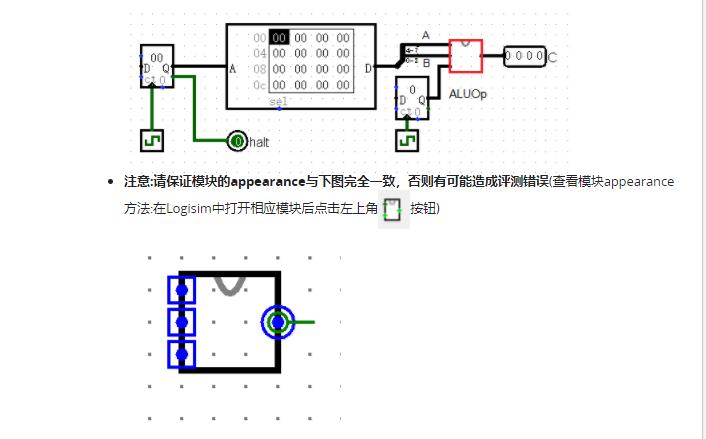 00 00 00 00 00
04 00 00 00 00
08 00 00 00 00
0c 00 00 00 00
A
D
sel
00
D Q
ct 0
halt
0
A
4-7
0-3
B
0
D Q
ct 0
ALUOp
0 0 0 0
C
注意:请保证模块的appearance与下图完全一致，否则有可能造成评测错误(查看模块appearance
方法:在Logisim中打开相应模块后点击左上角 按钮)